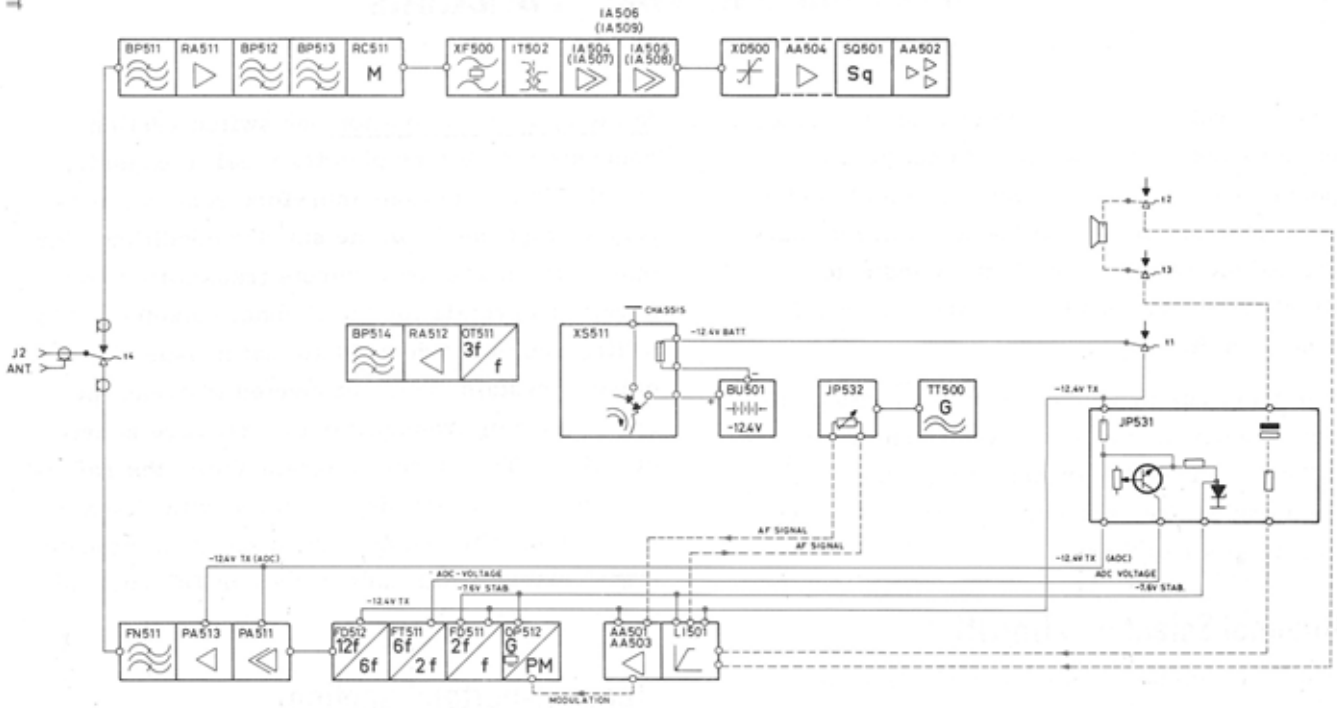 IA506
(IA509)
BP511 RA511 BP512 BP513 RC511
M
XF500 IT502 IA504 IA505
(IA507) (IA508)
XD500 AA504 SQ501 AA502
Sq
t2
t3
CHASSIS
-12.4V BATT
t1
J2
ANT.
t4
BP514 RA512 OT511
3f
f
XS511
-
+
BU501
-12.4V
JP532
TT500
G
-12.4V TX
JP531
AF SIGNAL
AF SIGNAL
-12.4V TX (ADC)
-12.4V TX (ADC)
ADC-VOLTAGE
ADC VOLTAGE
-7.6V STAB.
-7.6V STAB.
-12.4V TX
FN511 PA513 PA511
FD512 FT511 FD511 OP512
12f 6f 2f G
6f 2f f PM
AA501
AA503
LI501
MODULATION